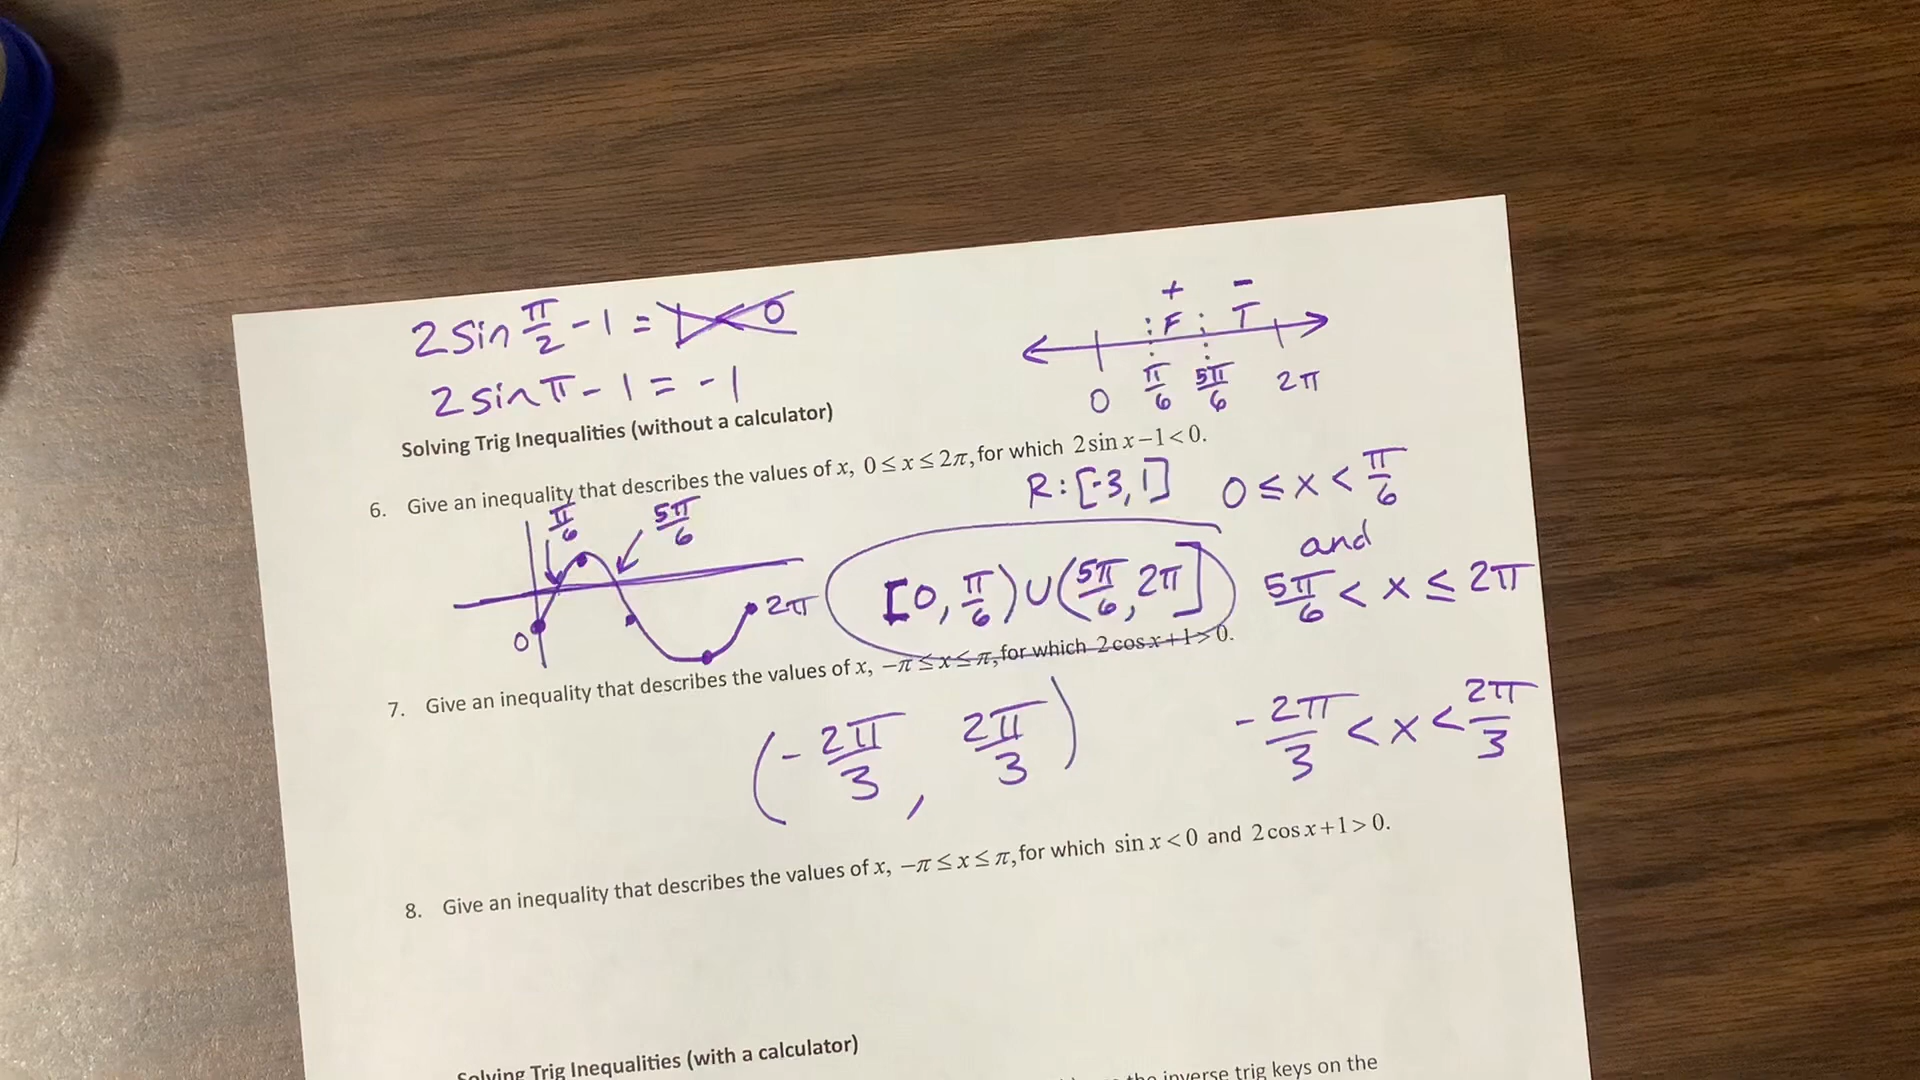 2 sin π/2 - 1 =
2 sin π - 1 = -1
+ -
F T
0 π/6 5π/6 2π
Solving Trig Inequalities (without a calculator)
6. Give an inequality that describes the values of x, 0 ≤ x ≤ 2π, for which 2 sin x − 1 < 0.
π/6 5π/6
R: [-3, 1] 0 ≤ x < π/6
and
0 2π
[0, π/6) ∪ (5π/6, 2π] 5π/6 < x ≤ 2π
7. Give an inequality that describes the values of x, −π ≤ x ≤ π, for which 2 cos x + 1 > 0.
(-2π/3, 2π/3) -2π/3 < x < 2π/3
8. Give an inequality that describes the values of x, −π ≤ x ≤ π, for which sin x < 0 and 2 cos x + 1 > 0.
Solving Trig Inequalities (with a calculator)
the inverse trig keys on the